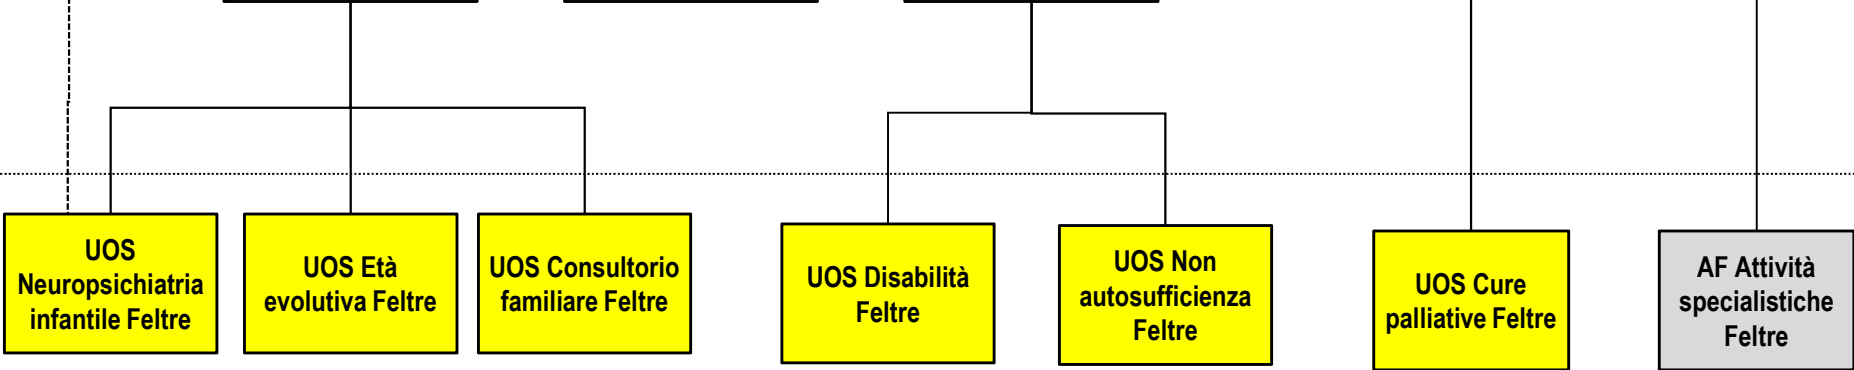 UOS
Neuropsichiatria
infantile Feltre
UOS Età
evolutiva Feltre
UOS Consultorio
familiare Feltre
UOS Disabilità
Feltre
UOS Non
autosufficienza
Feltre
UOS Cure
palliative Feltre
AF Attività
specialistiche
Feltre